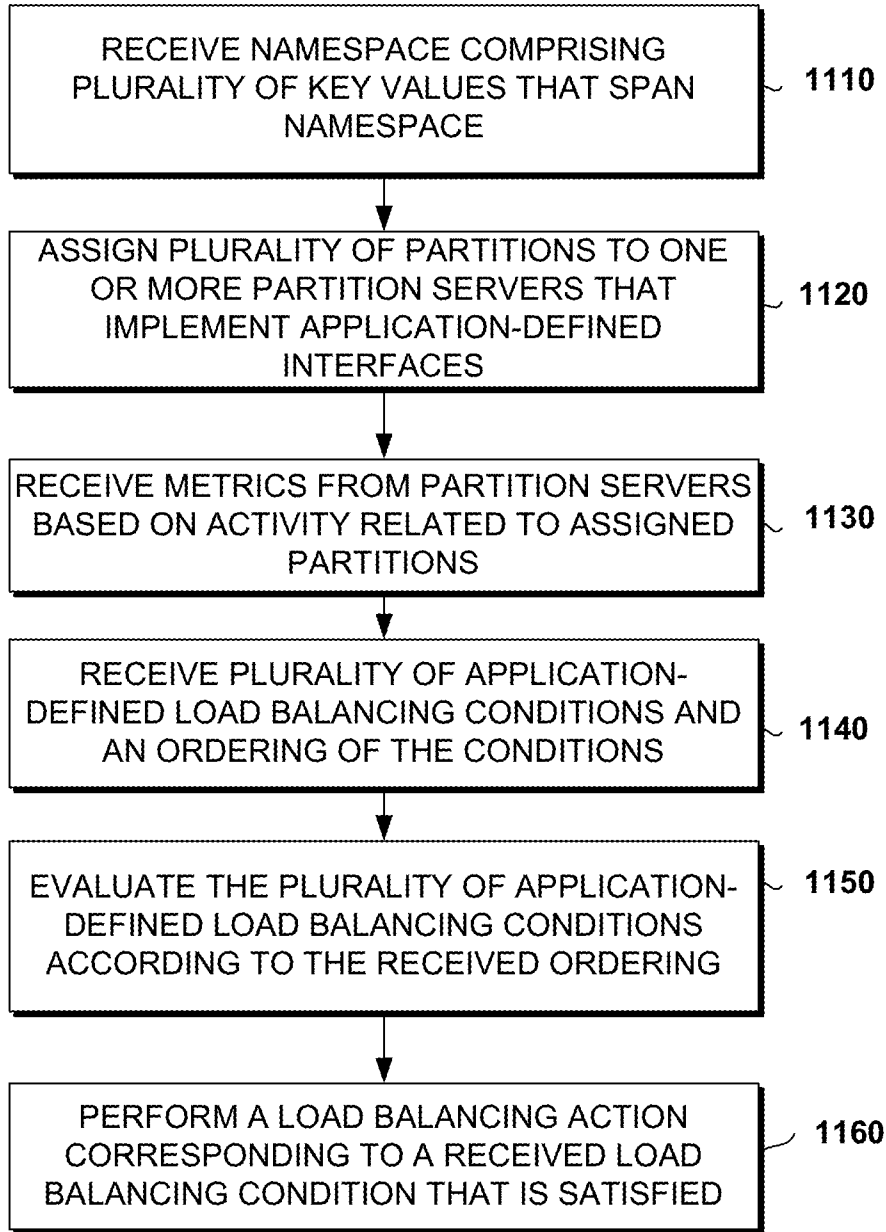 RECEIVE NAMESPACE COMPRISING
PLURALITY OF KEY VALUES THAT SPAN
NAMESPACE
1110
ASSIGN PLURALITY OF PARTITIONS TO ONE
OR MORE PARTITION SERVERS THAT
IMPLEMENT APPLICATION-DEFINED
INTERFACES
1120
RECEIVE METRICS FROM PARTITION SERVERS
BASED ON ACTIVITY RELATED TO ASSIGNED
PARTITIONS
1130
RECEIVE PLURALITY OF APPLICATION-
DEFINED LOAD BALANCING CONDITIONS AND
AN ORDERING OF THE CONDITIONS
1140
EVALUATE THE PLURALITY OF APPLICATION-
DEFINED LOAD BALANCING CONDITIONS
ACCORDING TO THE RECEIVED ORDERING
1150
PERFORM A LOAD BALANCING ACTION
CORRESPONDING TO A RECEIVED LOAD
BALANCING CONDITION THAT IS SATISFIED
1160